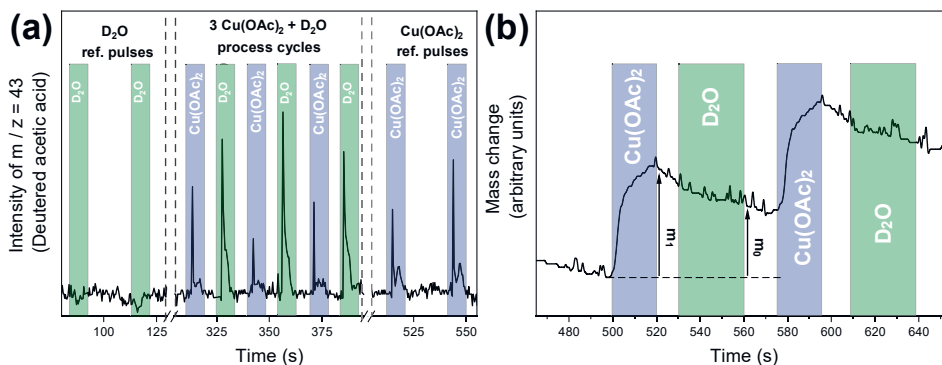 (a)
D₂O
ref. pulses
3 Cu(OAc)₂ + D₂O
process cycles
Cu(OAc)₂
ref. pulses
D₂O
D₂O
Cu(OAc)₂
D₂O
Cu(OAc)₂
D₂O
Cu(OAc)₂
D₂O
Cu(OAc)₂
Cu(OAc)₂
Intensity of m / z = 43
(Deutered acetic acid)
100
125
325
350
375
525
550
Time (s)
(b)
Cu(OAc)₂
D₂O
Cu(OAc)₂
D₂O
m₁
m₀
Mass change
(arbitrary units)
480
500
520
540
560
580
600
620
640
Time (s)